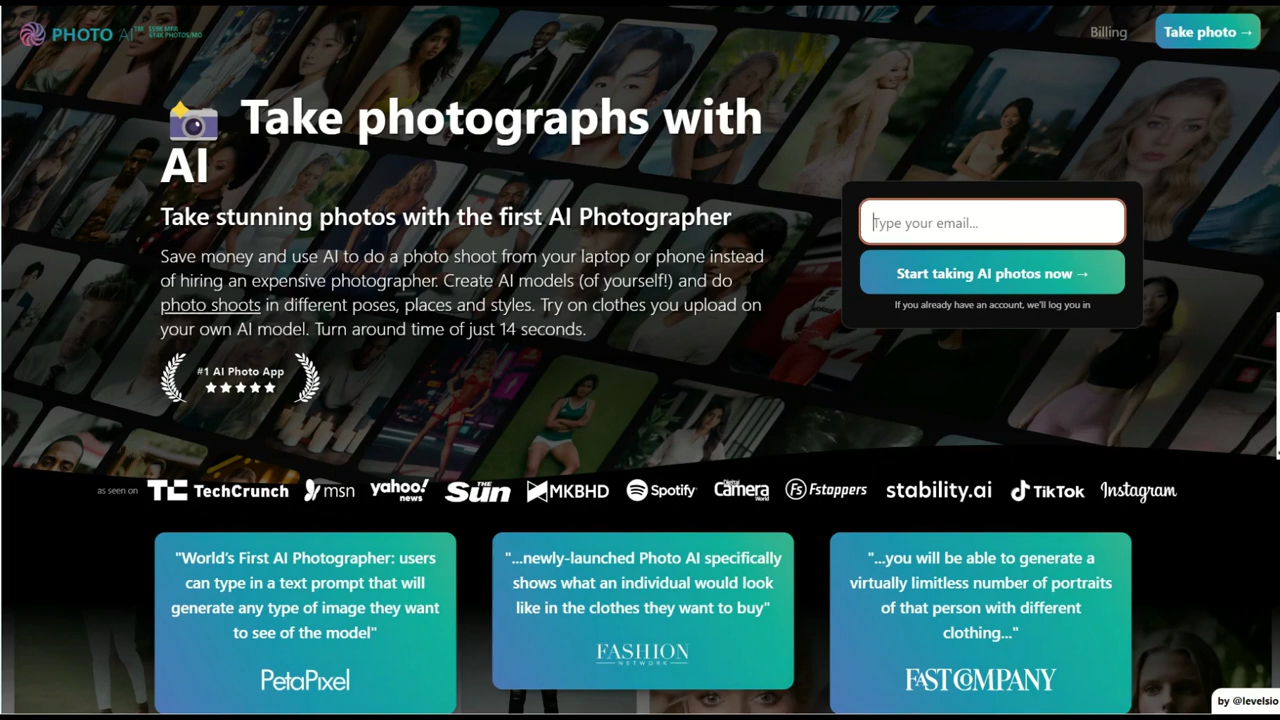 PHOTO AI™
Billing
Take photo →
Take photographs with
AI
Take stunning photos with the first AI Photographer
Save money and use AI to do a photo shoot from your laptop or phone instead
of hiring an expensive photographer. Create AI models (of yourself!) and do
photo shoots in different poses, places and styles. Try on clothes you upload on
your own AI model. Turn around time of just 14 seconds.
#1 AI Photo App
Type your email...
Start taking AI photos now →
If you already have an account, we'll log you in
as seen on TechCrunch msn yahoo! news THE Sun MKBHD Spotify Digital Camera World Fs Fstoppers stability.ai TikTok Instagram
"World's First AI Photographer: users
can type in a text prompt that will
generate any type of image they want
to see of the model"
PetaPixel
"...newly-launched Photo AI specifically
shows what an individual would look
like in the clothes they want to buy"
FASHION
NETWORK
"...you will be able to generate a
virtually limitless number of portraits
of that person with different
clothing..."
FAST COMPANY
by @levelsio